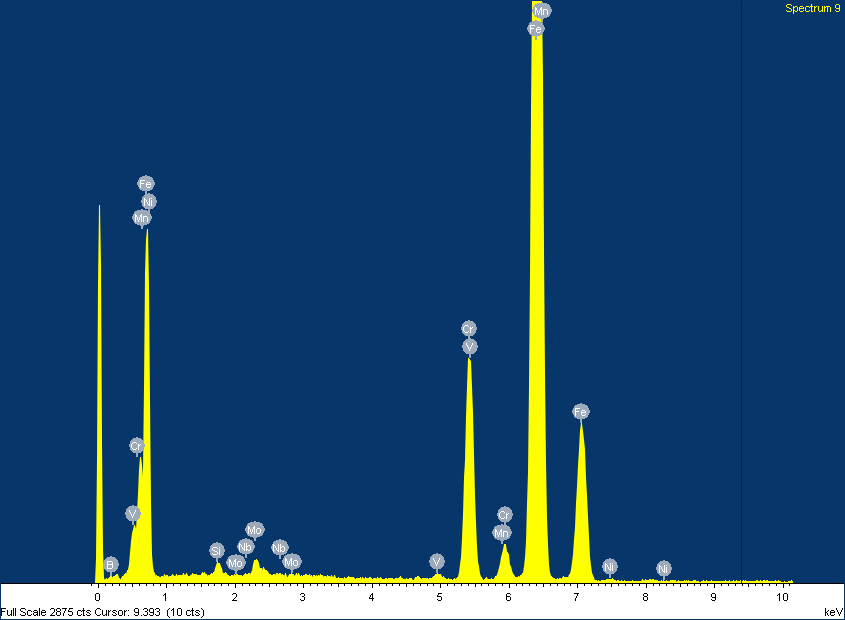 Spectrum 9
Mn
Fe
Fe
Ni
Mn
Cr
V
Cr
V
Fe
Cr
V
B
Si
Mo
Nb
Mo
Nb
Mo
V
Cr
Mn
Ni
Ni
0 1 2 3 4 5 6 7 8 9 10
Full Scale 2875 cts Cursor: 9.393 (10 cts) keV